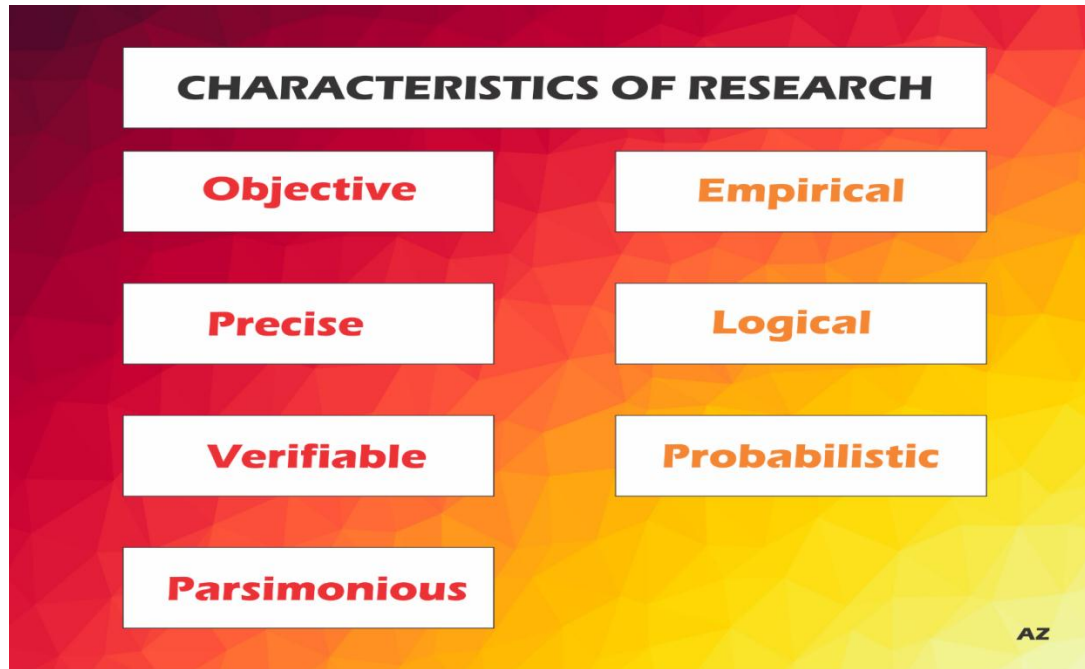 CHARACTERISTICS OF RESEARCH
Objective
Empirical
Precise
Logical
Verifiable
Probabilistic
Parsimonious
AZ